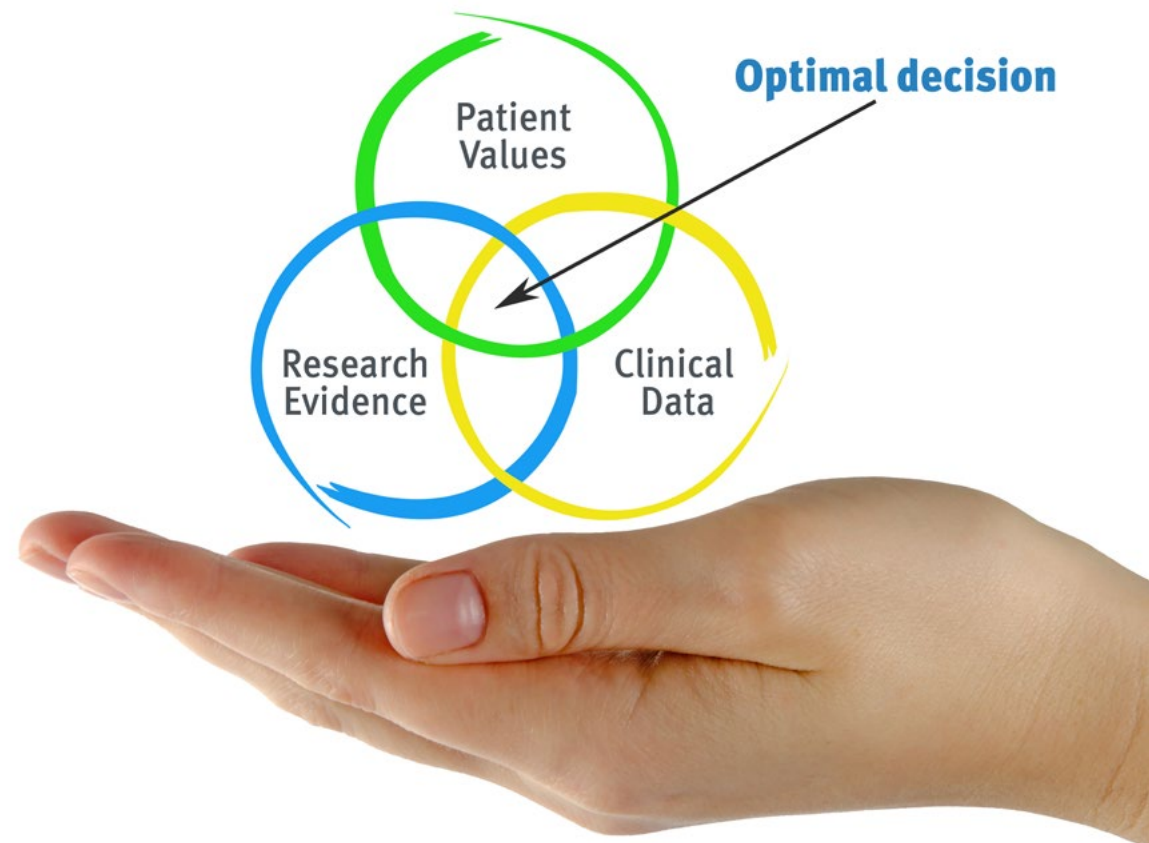 Optimal decision
Patient
Values
Research
Evidence
Clinical
Data